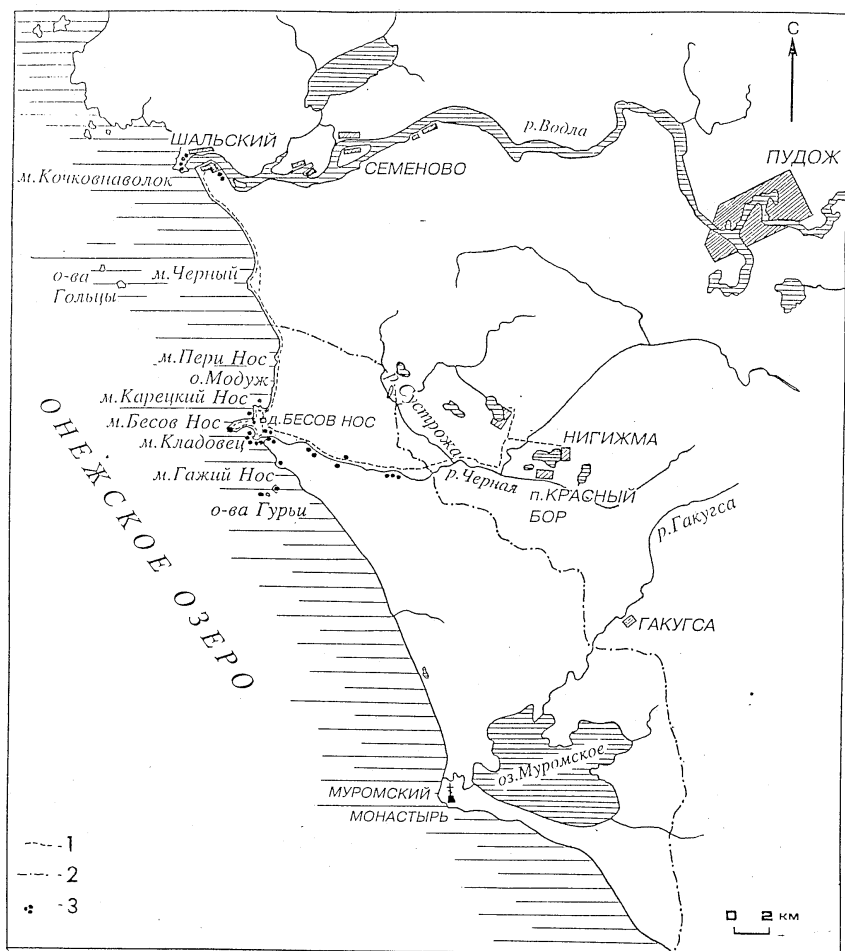 С
р.Водла
ШАЛЬСКИЙ
ПУДОЖ
СЕМЕНОВО
м.Кочковнаволок
о-ва
Гольцы
м.Черный
м.Пери Нос
о.Модуж
м.Карецкий Нос
м.Бесов Нос
д.БЕСОВ НОС
м.Кладовец
р.Сустрожа
НИГИЖМА
м.Гажий Нос
р.Черная
п.КРАСНЫЙ
БОР
о-ва Гурьи
р.Гакугса
ОНЕЖСКОЕ ОЗЕРО
ГАКУГСА
оз.Муромское
МУРОМСКИЙ
МОНАСТЫРЬ
1
2
3
0 2 км